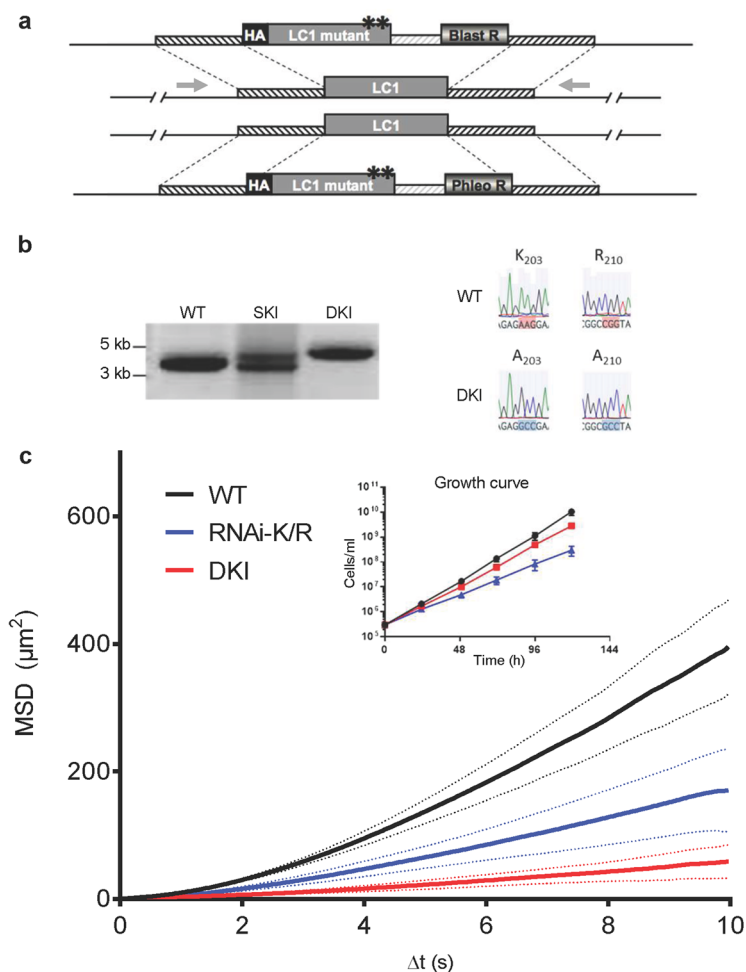 a
HA LC1 mutant ** Blast R
LC1
LC1
HA LC1 mutant ** Phleo R
b
WT SKI DKI
5 kb
3 kb
K203 R210
WT
AGAGAAGGAA CGGCCGGTA
A203 A210
DKI
AGAGGCCGAA CGGCGCCTA
c
WT
RNAi-K/R
DKI
Growth curve
Cells/ml
10^11
10^10
10^9
10^8
10^7
10^6
10^5
0 48 96 144
Time (h)
MSD (µm²)
600
400
200
0
0 2 4 6 8 10
Δt (s)